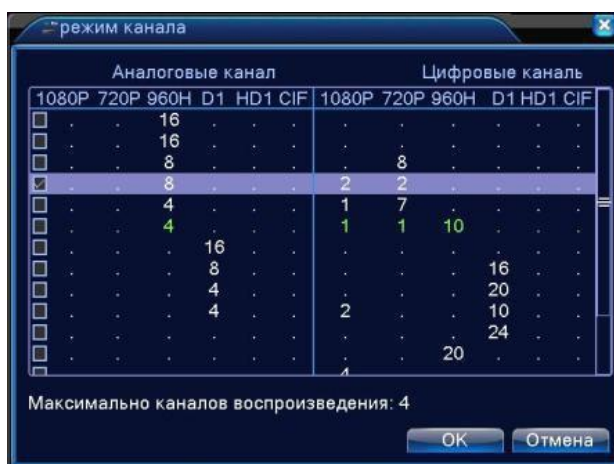 режим канала
Аналоговые канал Цифровые каналь
1080P 720P 960H D1 HD1 CIF 1080P 720P 960H D1 HD1 CIF
. . 16 . . . . . . . . .
. . 16 . . . . . . . . .
. . 8 . . . . 8 . . . .
. . 8 . . . 2 2 . . . .
. . 4 . . . 1 7 . . . .
. . 4 . . . 1 1 10 . . .
. . . 16 . . . . . . . .
. . . 8 . . . . . 16 . .
. . . 4 . . . . . 20 . .
. . . 4 . . 2 . . 10 . .
. . . . . . . . . 24 . .
. . . . . . . . 20 . . .
Максимально каналов воспроизведения: 4
OK Отмена